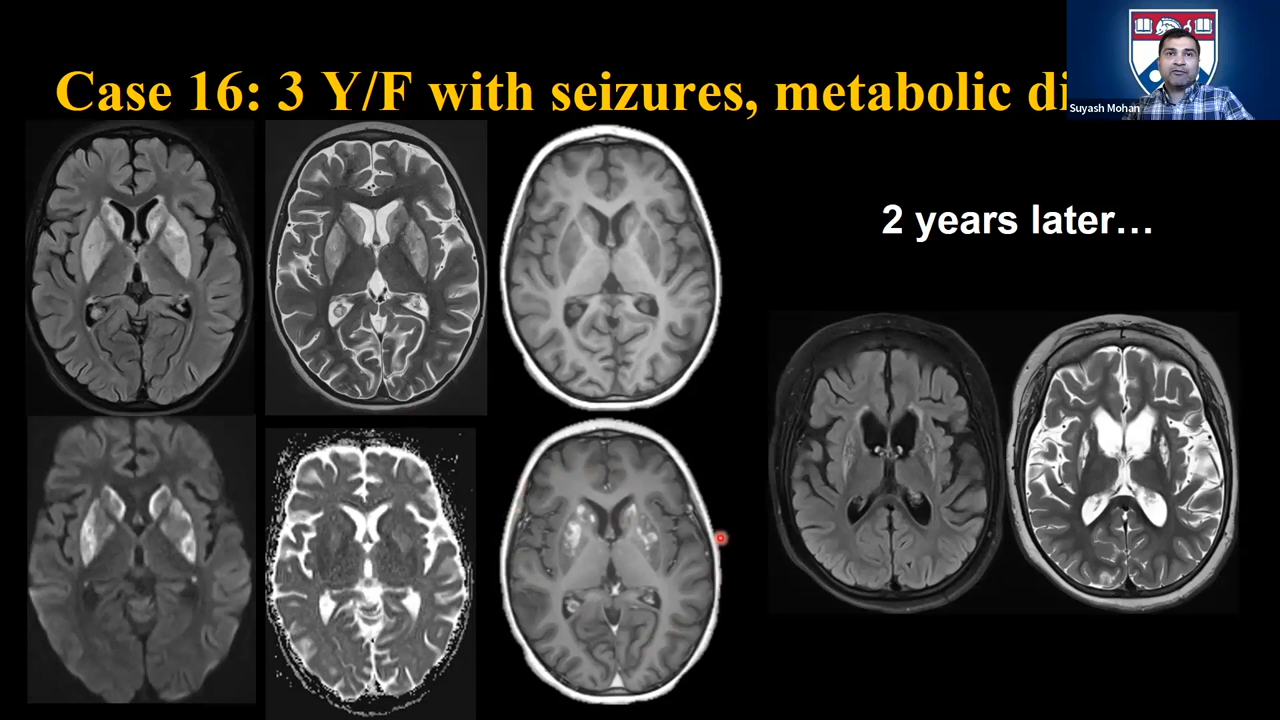 Case 16: 3 Y/F with seizures, metabolic di
Suyash Mohan
2 years later…